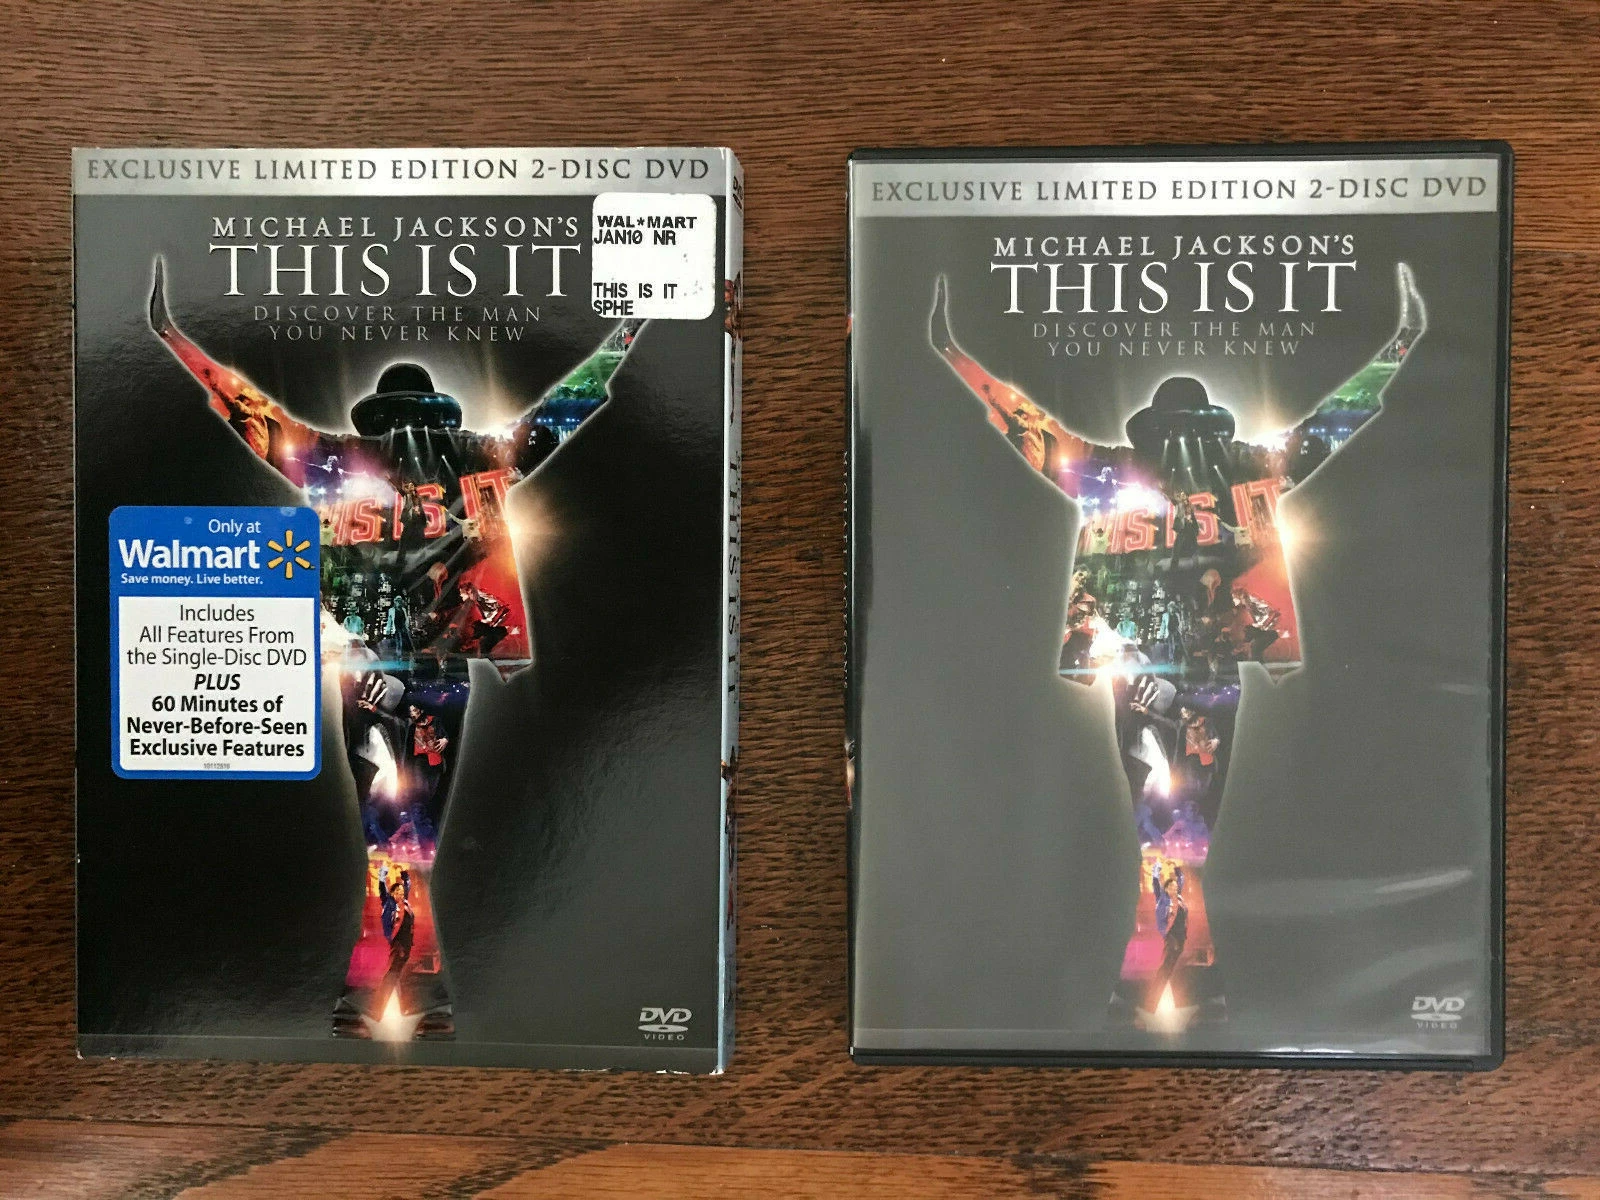 EXCLUSIVE LIMITED EDITION 2-DISC DVD
MICHAEL JACKSON'S
THIS IS IT
DISCOVER THE MAN
YOU NEVER KNEW
WAL*MART
JAN10 NR
THIS IS IT
SPHE
IS IS IT
Only at
Walmart
Save money. Live better.
Includes
All Features From
the Single-Disc DVD
PLUS
60 Minutes of
Never-Before-Seen
Exclusive Features
DVD
VIDEO
THIS IS IT
EXCLUSIVE LIMITED EDITION 2-DISC DVD
MICHAEL JACKSON'S
THIS IS IT
DISCOVER THE MAN
YOU NEVER KNEW
THIS IS IT
DVD
VIDEO